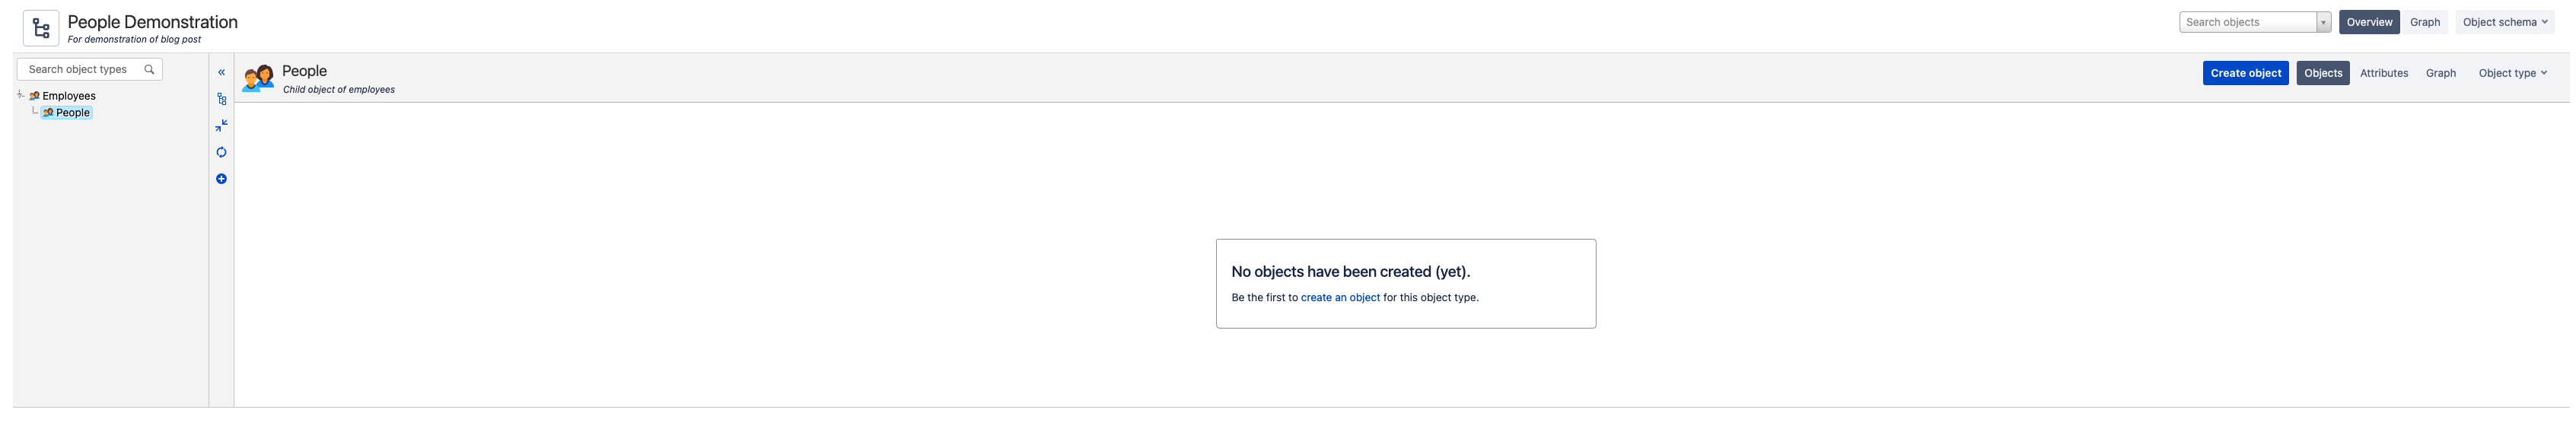 People Demonstration
For demonstration of blog post
Search objects
Overview
Graph
Object schema
Search object types
Employees
People
People
Child object of employees
Create object
Objects
Attributes
Graph
Object type
No objects have been created (yet).
Be the first to create an object for this object type.